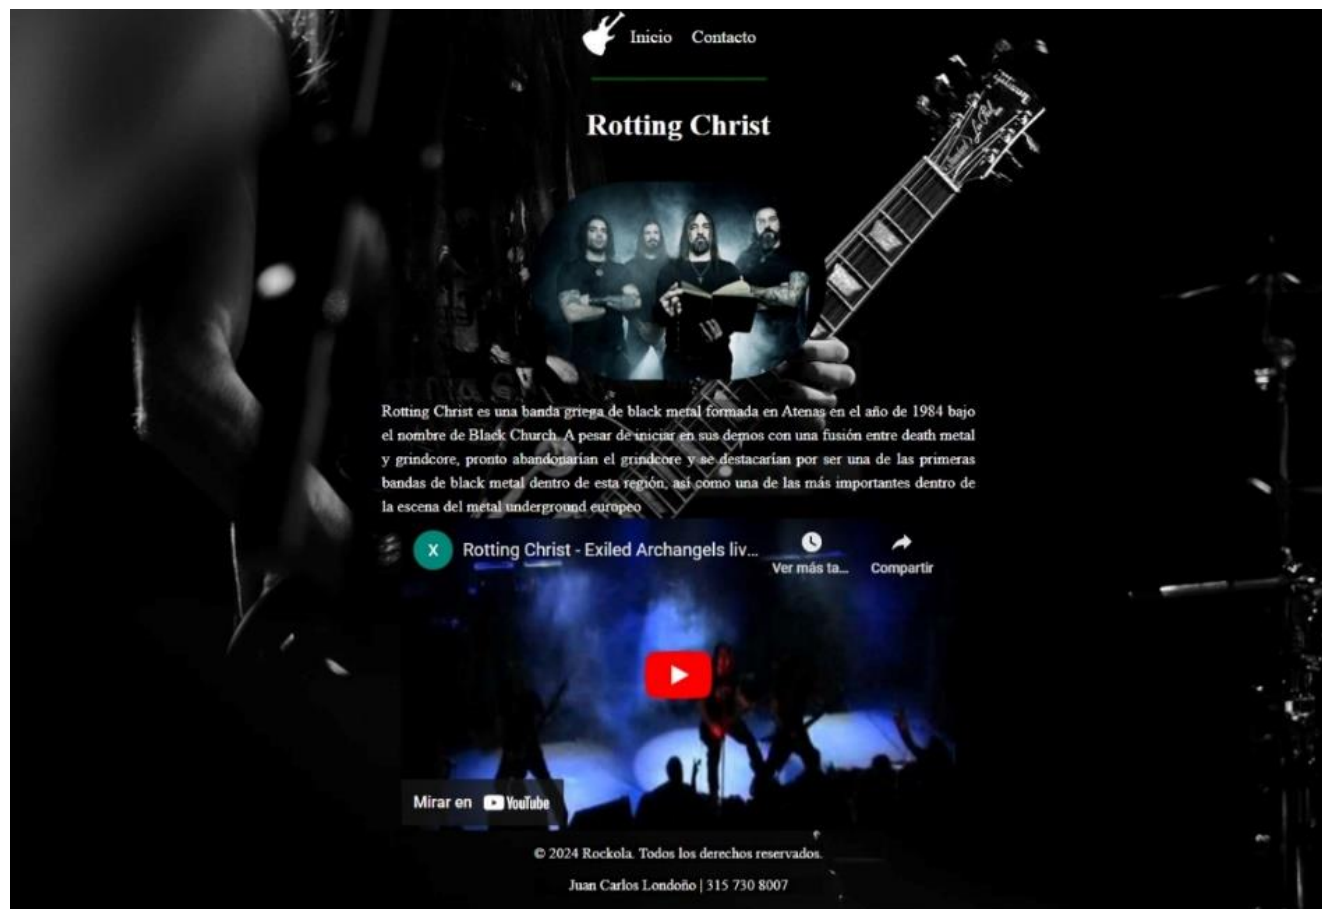 Inicio Contacto
Rotting Christ
Rotting Christ es una banda griega de black metal formada en Atenas en el año de 1984 bajo
el nombre de Black Church. A pesar de iniciar en sus demos con una fusión entre death metal
y grindcore, pronto abandonarían el grindcore y se destacarían por ser una de las primeras
bandas de black metal dentro de esta región, así como una de las más importantes dentro de
la escena del metal underground europeo
X Rotting Christ - Exiled Archangels liv...
Ver más ta... Compartir
Mirar en YouTube
© 2024 Rockola. Todos los derechos reservados.
Juan Carlos Londoño | 315 730 8007